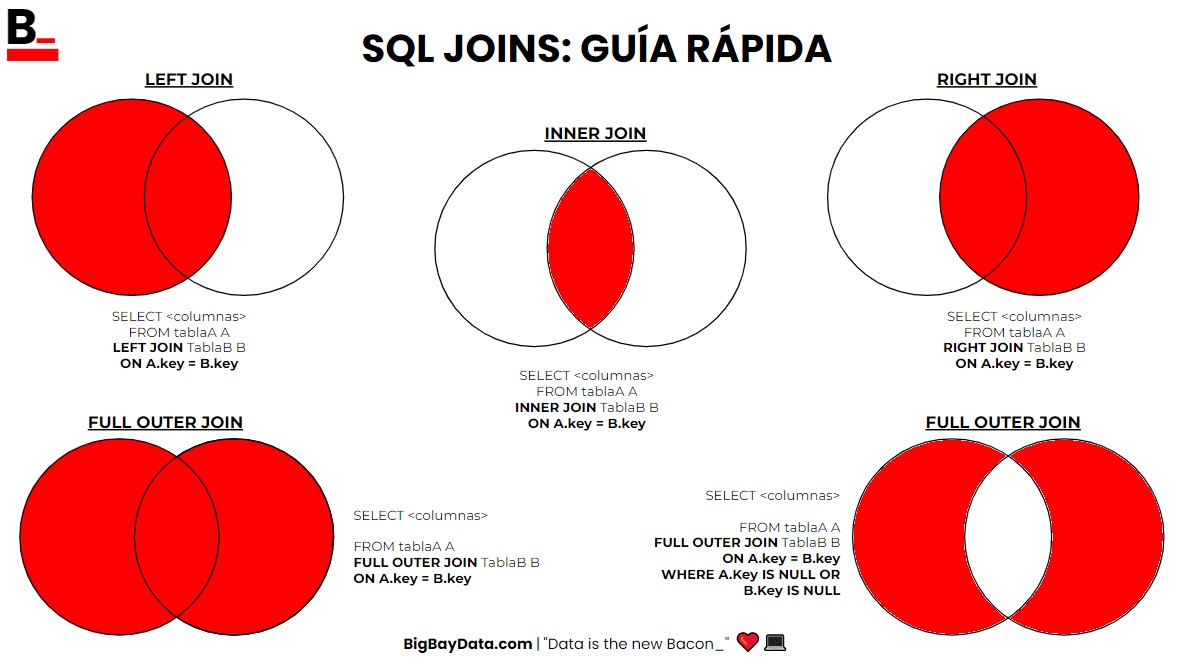 B_
SQL JOINS: GUÍA RÁPIDA
LEFT JOIN
SELECT <columnas>
FROM tablaA A
LEFT JOIN TablaB B
ON A.key = B.key
INNER JOIN
SELECT <columnas>
FROM tablaA A
INNER JOIN TablaB B
ON A.key = B.key
RIGHT JOIN
SELECT <columnas>
FROM tablaA A
RIGHT JOIN TablaB B
ON A.key = B.key
FULL OUTER JOIN
SELECT <columnas>
FROM tablaA A
FULL OUTER JOIN TablaB B
ON A.key = B.key
FULL OUTER JOIN
SELECT <columnas>
FROM tablaA A
FULL OUTER JOIN TablaB B
ON A.key = B.key
WHERE A.Key IS NULL OR
B.Key IS NULL
BigBayData.com | "Data is the new Bacon_" ❤️💻